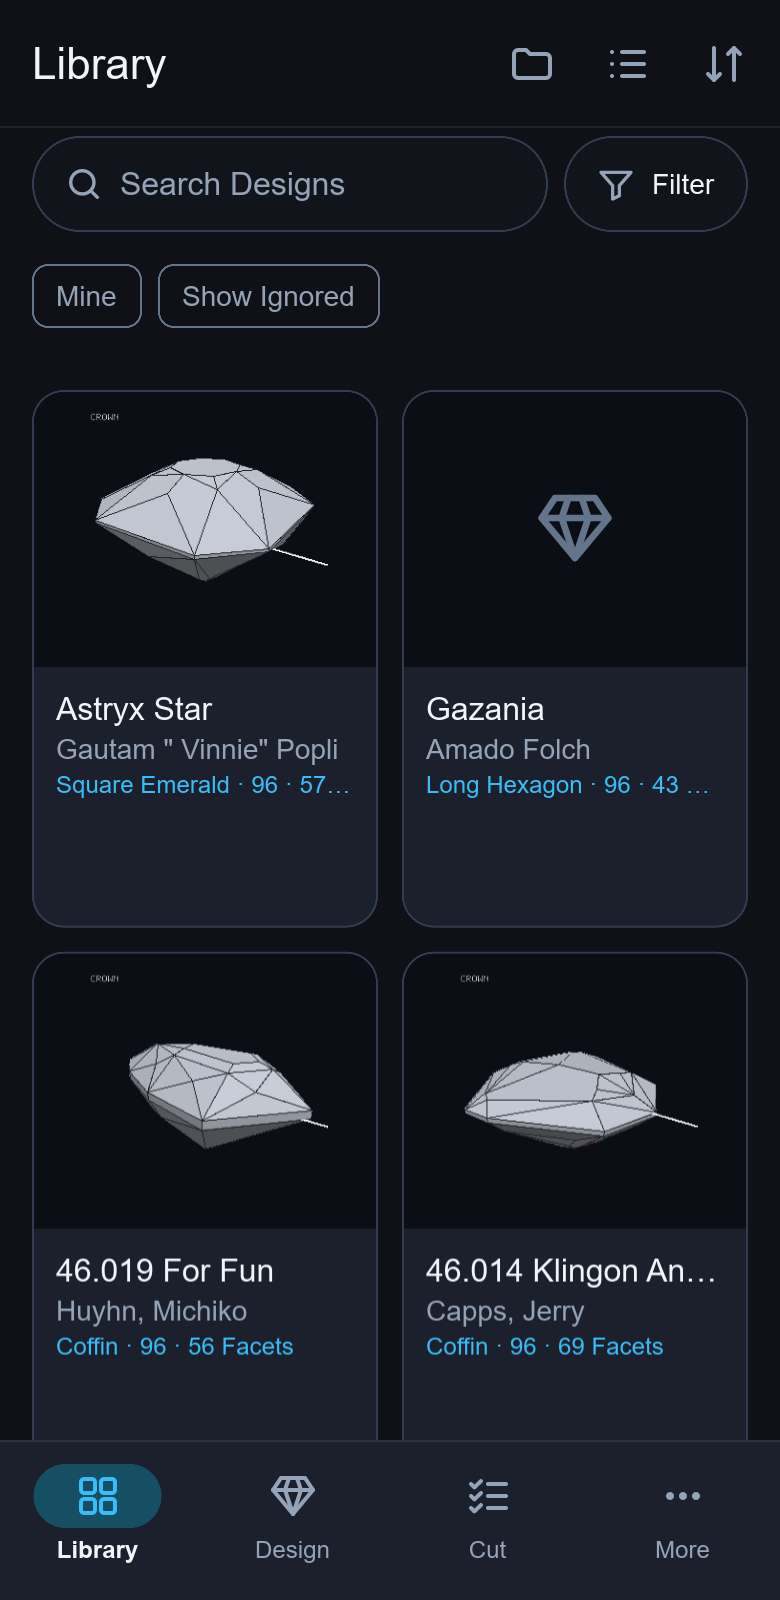 Library
Search Designs
Filter
Mine
Show Ignored
CROWN
Astryx Star
Gautam " Vinnie" Popli
Square Emerald · 96 · 57…
Gazania
Amado Folch
Long Hexagon · 96 · 43 …
CROWN
46.019 For Fun
Huyhn, Michiko
Coffin · 96 · 56 Facets
CROWN
46.014 Klingon An…
Capps, Jerry
Coffin · 96 · 69 Facets
Library
Design
Cut
More